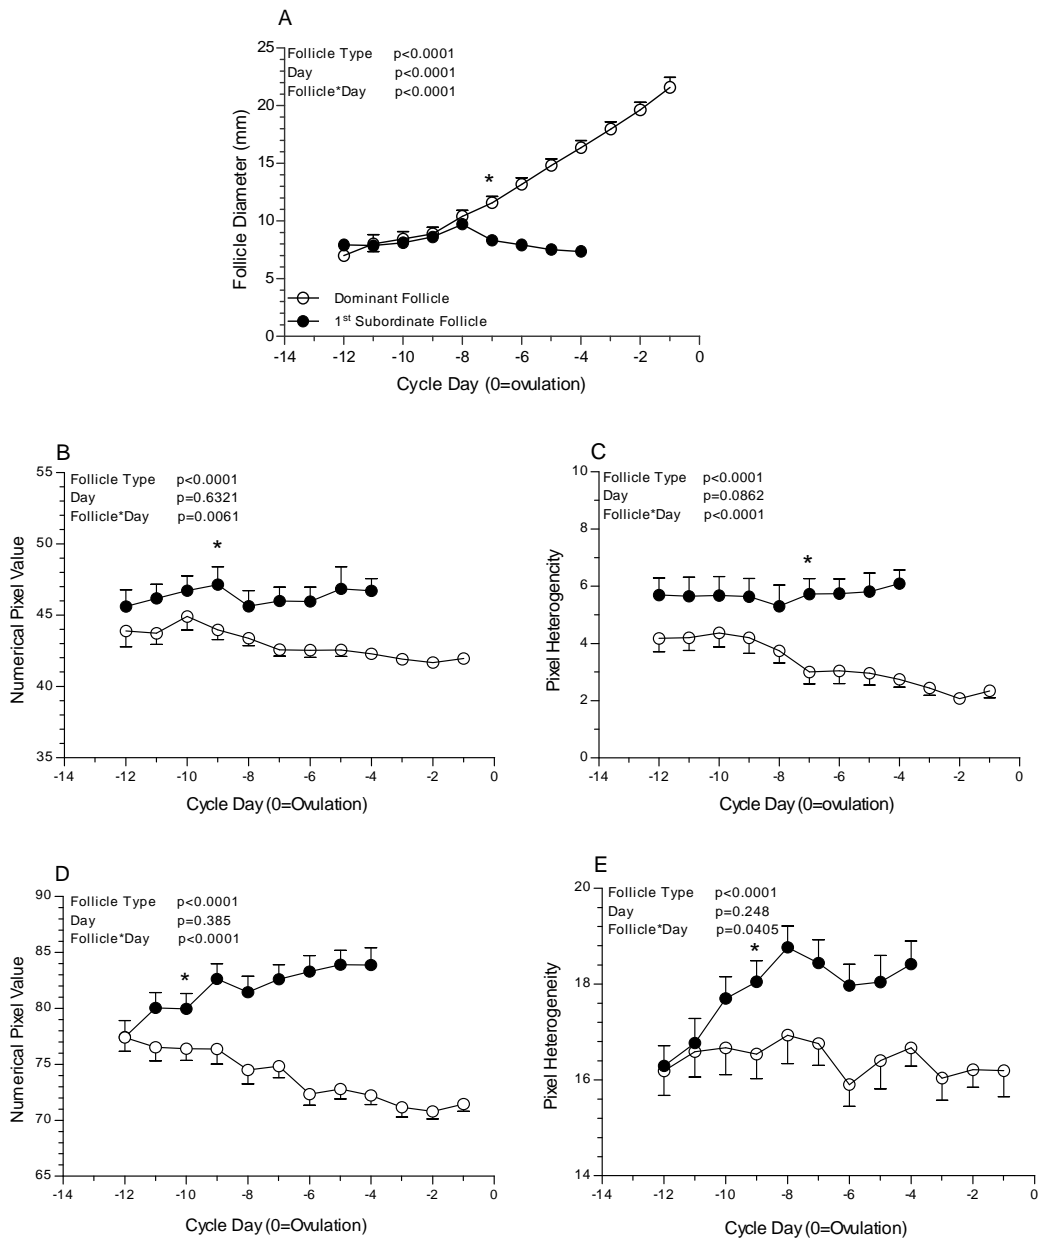 A
Follicle Type p<0.0001
Day p<0.0001
Follicle*Day p<0.0001
25
20
15
10
5
0
*
Follicle Diameter (mm)
Dominant Follicle
1st Subordinate Follicle
-14 -12 -10 -8 -6 -4 -2 0
Cycle Day (0=ovulation)
B
Follicle Type p<0.0001
Day p=0.6321
Follicle*Day p=0.0061
55
50
45
40
35
*
Numerical Pixel Value
-14 -12 -10 -8 -6 -4 -2 0
Cycle Day (0=Ovulation)
C
Follicle Type p<0.0001
Day p=0.0862
Follicle*Day p<0.0001
10
8
6
4
2
0
*
Pixel Heterogencity
-14 -12 -10 -8 -6 -4 -2 0
Cycle Day (0=ovulation)
D
Follicle Type p<0.0001
Day p=0.385
Follicle*Day p<0.0001
90
85
80
75
70
65
*
Numerical Pixel Value
-14 -12 -10 -8 -6 -4 -2 0
Cycle Day (0=Ovulation)
E
Follicle Type p<0.0001
Day p=0.248
Follicle*Day p=0.0405
20
18
16
14
*
Pixel Heterogeneity
-14 -12 -10 -8 -6 -4 -2 0
Cycle Day (0=Ovulation)